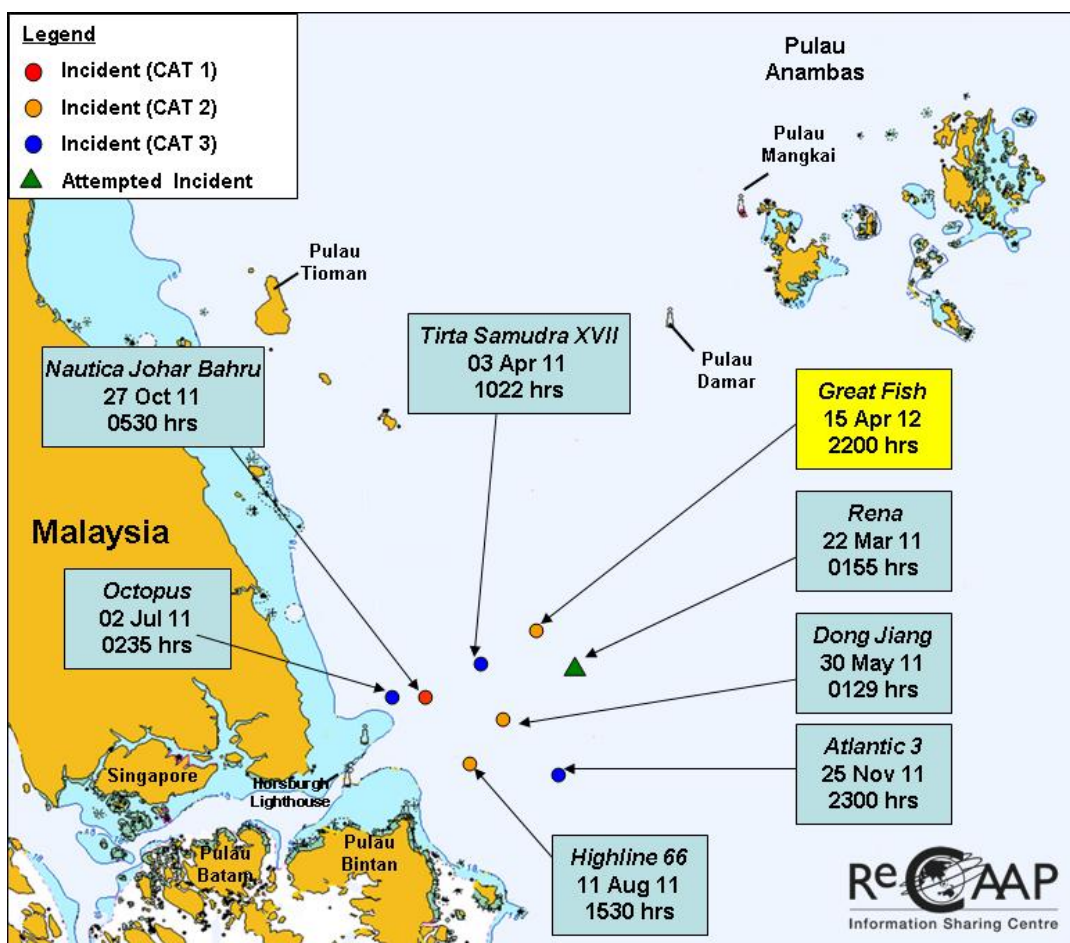 Legend
Incident (CAT 1)
Incident (CAT 2)
Incident (CAT 3)
Attempted Incident
Pulau
Anambas
Pulau
Mangkai
Pulau
Tioman
Pulau
Damar
Nautica Johar Bahru
27 Oct 11
0530 hrs
Tirta Samudra XVII
03 Apr 11
1022 hrs
Great Fish
15 Apr 12
2200 hrs
Rena
22 Mar 11
0155 hrs
Malaysia
Octopus
02 Jul 11
0235 hrs
Dong Jiang
30 May 11
0129 hrs
Atlantic 3
25 Nov 11
2300 hrs
Singapore
Horsburgh
Lighthouse
Pulau
Batam
Pulau
Bintan
Highline 66
11 Aug 11
1530 hrs
ReCAAP
Information Sharing Centre